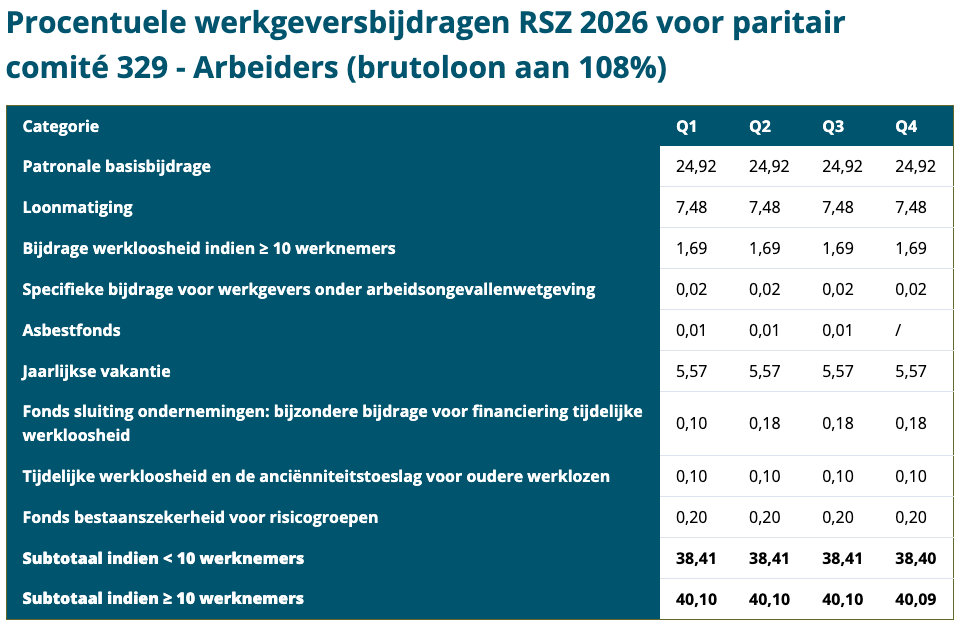 Procentuele werkgeversbijdragen RSZ 2026 voor paritair
comité 329 - Arbeiders (brutoloon aan 108%)
Categorie Q1 Q2 Q3 Q4
Patronale basisbijdrage 24,92 24,92 24,92 24,92
Loonmatiging 7,48 7,48 7,48 7,48
Bijdrage werkloosheid indien ≥ 10 werknemers 1,69 1,69 1,69 1,69
Specifieke bijdrage voor werkgevers onder arbeidsongevallenwetgeving 0,02 0,02 0,02 0,02
Asbestfonds 0,01 0,01 0,01 /
Jaarlijkse vakantie 5,57 5,57 5,57 5,57
Fonds sluiting ondernemingen: bijzondere bijdrage voor financiering tijdelijke
werkloosheid 0,10 0,18 0,18 0,18
Tijdelijke werkloosheid en de anciënniteitstoeslag voor oudere werklozen 0,10 0,10 0,10 0,10
Fonds bestaanszekerheid voor risicogroepen 0,20 0,20 0,20 0,20
Subtotaal indien < 10 werknemers 38,41 38,41 38,41 38,40
Subtotaal indien ≥ 10 werknemers 40,10 40,10 40,10 40,09